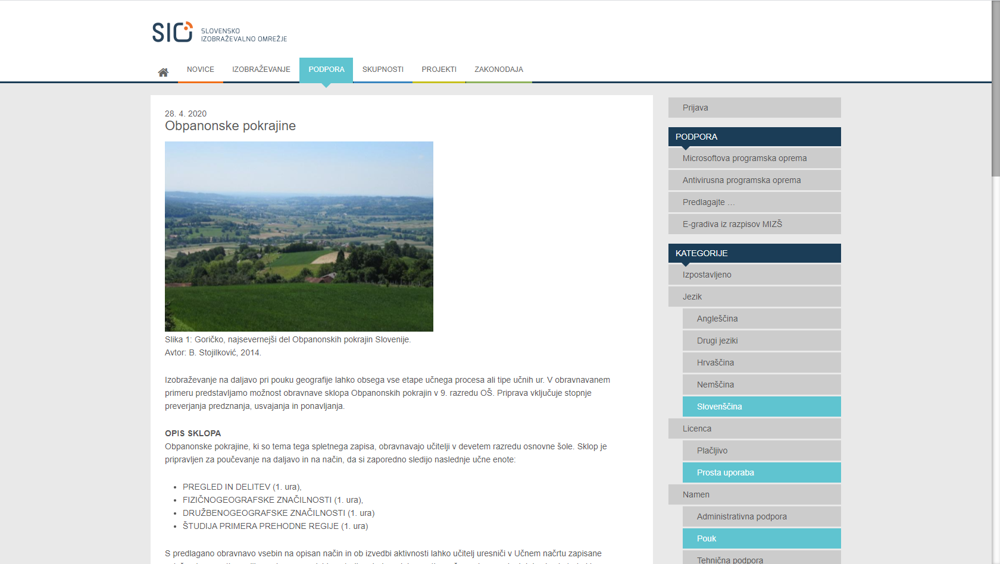 SIO SLOVENSKO
IZOBRAŽEVALNO OMREŽJE
NOVICE IZOBRAŽEVANJE PODPORA SKUPNOSTI PROJEKTI ZAKONODAJA
28. 4. 2020
Obpanonske pokrajine
Slika 1: Goričko, najsevernejši del Obpanonskih pokrajin Slovenije.
Avtor: B. Stojilković, 2014.
Izobraževanje na daljavo pri pouku geografije lahko obsega vse etape učnega procesa ali tipe učnih ur. V obravnavanem
primeru predstavljamo možnost obravnave sklopa Obpanonskih pokrajin v 9. razredu OŠ. Priprava vključuje stopnje
preverjanja predznanja, usvajanja in ponavljanja.
OPIS SKLOPA
Obpanonske pokrajine, ki so tema tega spletnega zapisa, obravnavajo učitelji v devetem razredu osnovne šole. Sklop je
pripravljen za poučevanje na daljavo in na način, da si zaporedno sledijo naslednje učne enote:
• PREGLED IN DELITEV (1. ura),
• FIZIČNOGEOGRAFSKE ZNAČILNOSTI (1. ura),
• DRUŽBENOGEOGRAFSKE ZNAČILNOSTI (1. ura)
• ŠTUDIJA PRIMERA PREHODNE REGIJE (1. ura)
S predlagano obravnavo vsebin na opisan način in ob izvedbi aktivnosti lahko učitelj uresniči v Učnem načrtu zapisane
Prijava
PODPORA
Microsoftova programska oprema
Antivirusna programska oprema
Predlagajte …
E-gradiva iz razpisov MIZŠ
KATEGORIJE
Izpostavljeno
Jezik
Angleščina
Drugi jeziki
Hrvaščina
Nemščina
Slovenščina
Licenca
Plačljivo
Prosta uporaba
Namen
Administrativna podpora
Pouk
Tehnična podpora